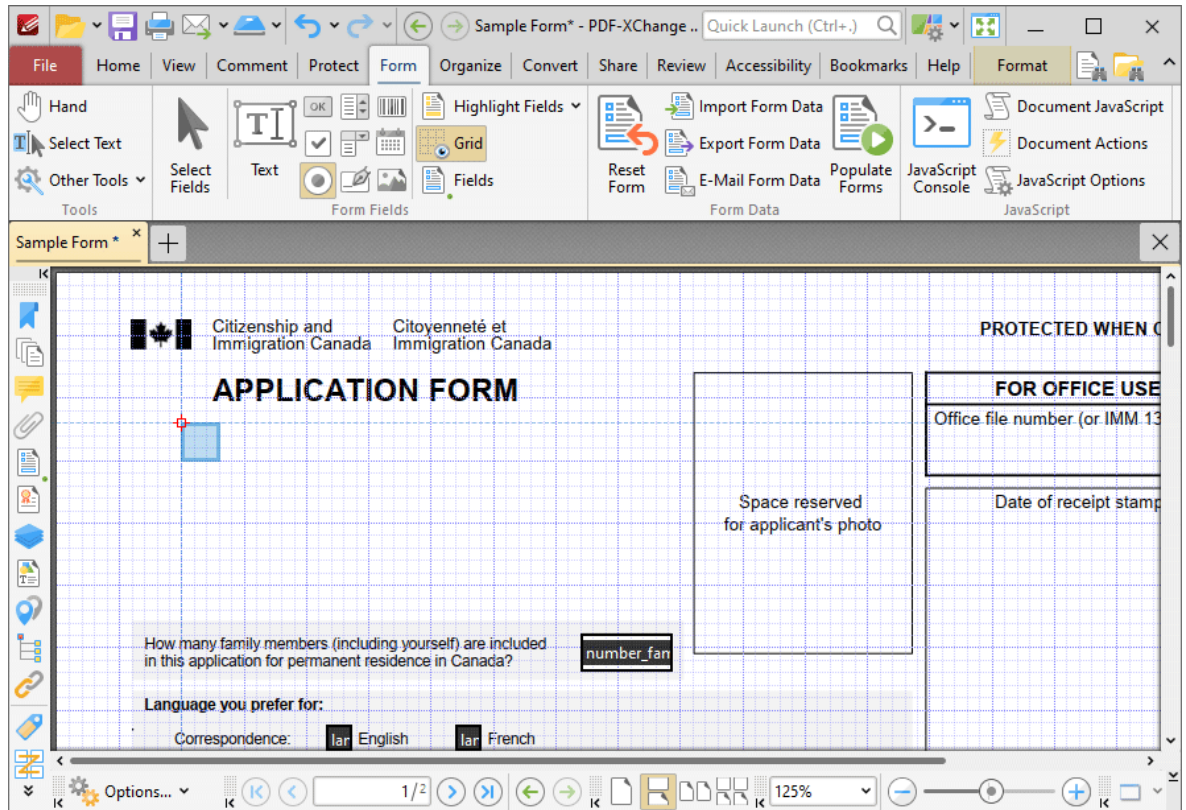 Sample Form* - PDF-XChange ..
Quick Launch (Ctrl+.)
File Home View Comment Protect Form Organize Convert Share Review Accessibility Bookmarks Help Format
Hand
Select Text
Other Tools
Tools
Select Fields
OK
Text
Highlight Fields
Grid
Fields
Form Fields
Reset Form
Import Form Data
Export Form Data
E-Mail Form Data
Populate Forms
Form Data
JavaScript Console
Document JavaScript
Document Actions
JavaScript Options
JavaScript
Sample Form *
Citizenship and Immigration Canada
Citoyenneté et Immigration Canada
PROTECTED WHEN
APPLICATION FORM
FOR OFFICE USE
Office file number (or IMM 13
Space reserved
for applicant's photo
Date of receipt stamp
How many family members (including yourself) are included
in this application for permanent residence in Canada?
number_fam
Language you prefer for:
Correspondence: lar English lar French
Options...
1/2
125%